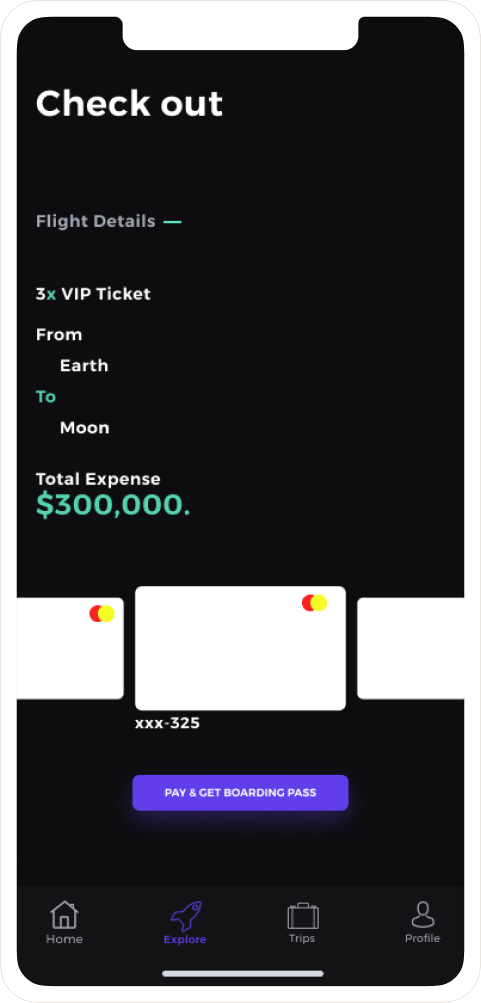 Check out
Flight Details —
3x VIP Ticket
From
Earth
To
Moon
Total Expense
$300,000.
xxx-325
PAY & GET BOARDING PASS
Home
Explore
Trips
Profile